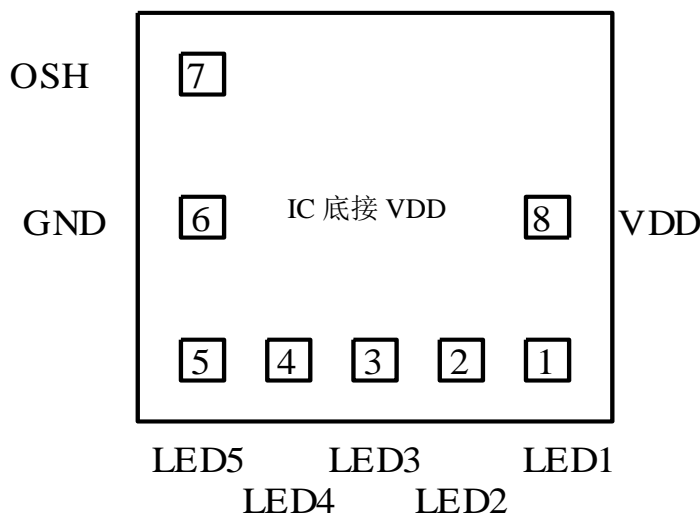 OSH 7
GND 6 IC 底接 VDD 8 VDD
5 4 3 2 1
LED5 LED3 LED1
LED4 LED2